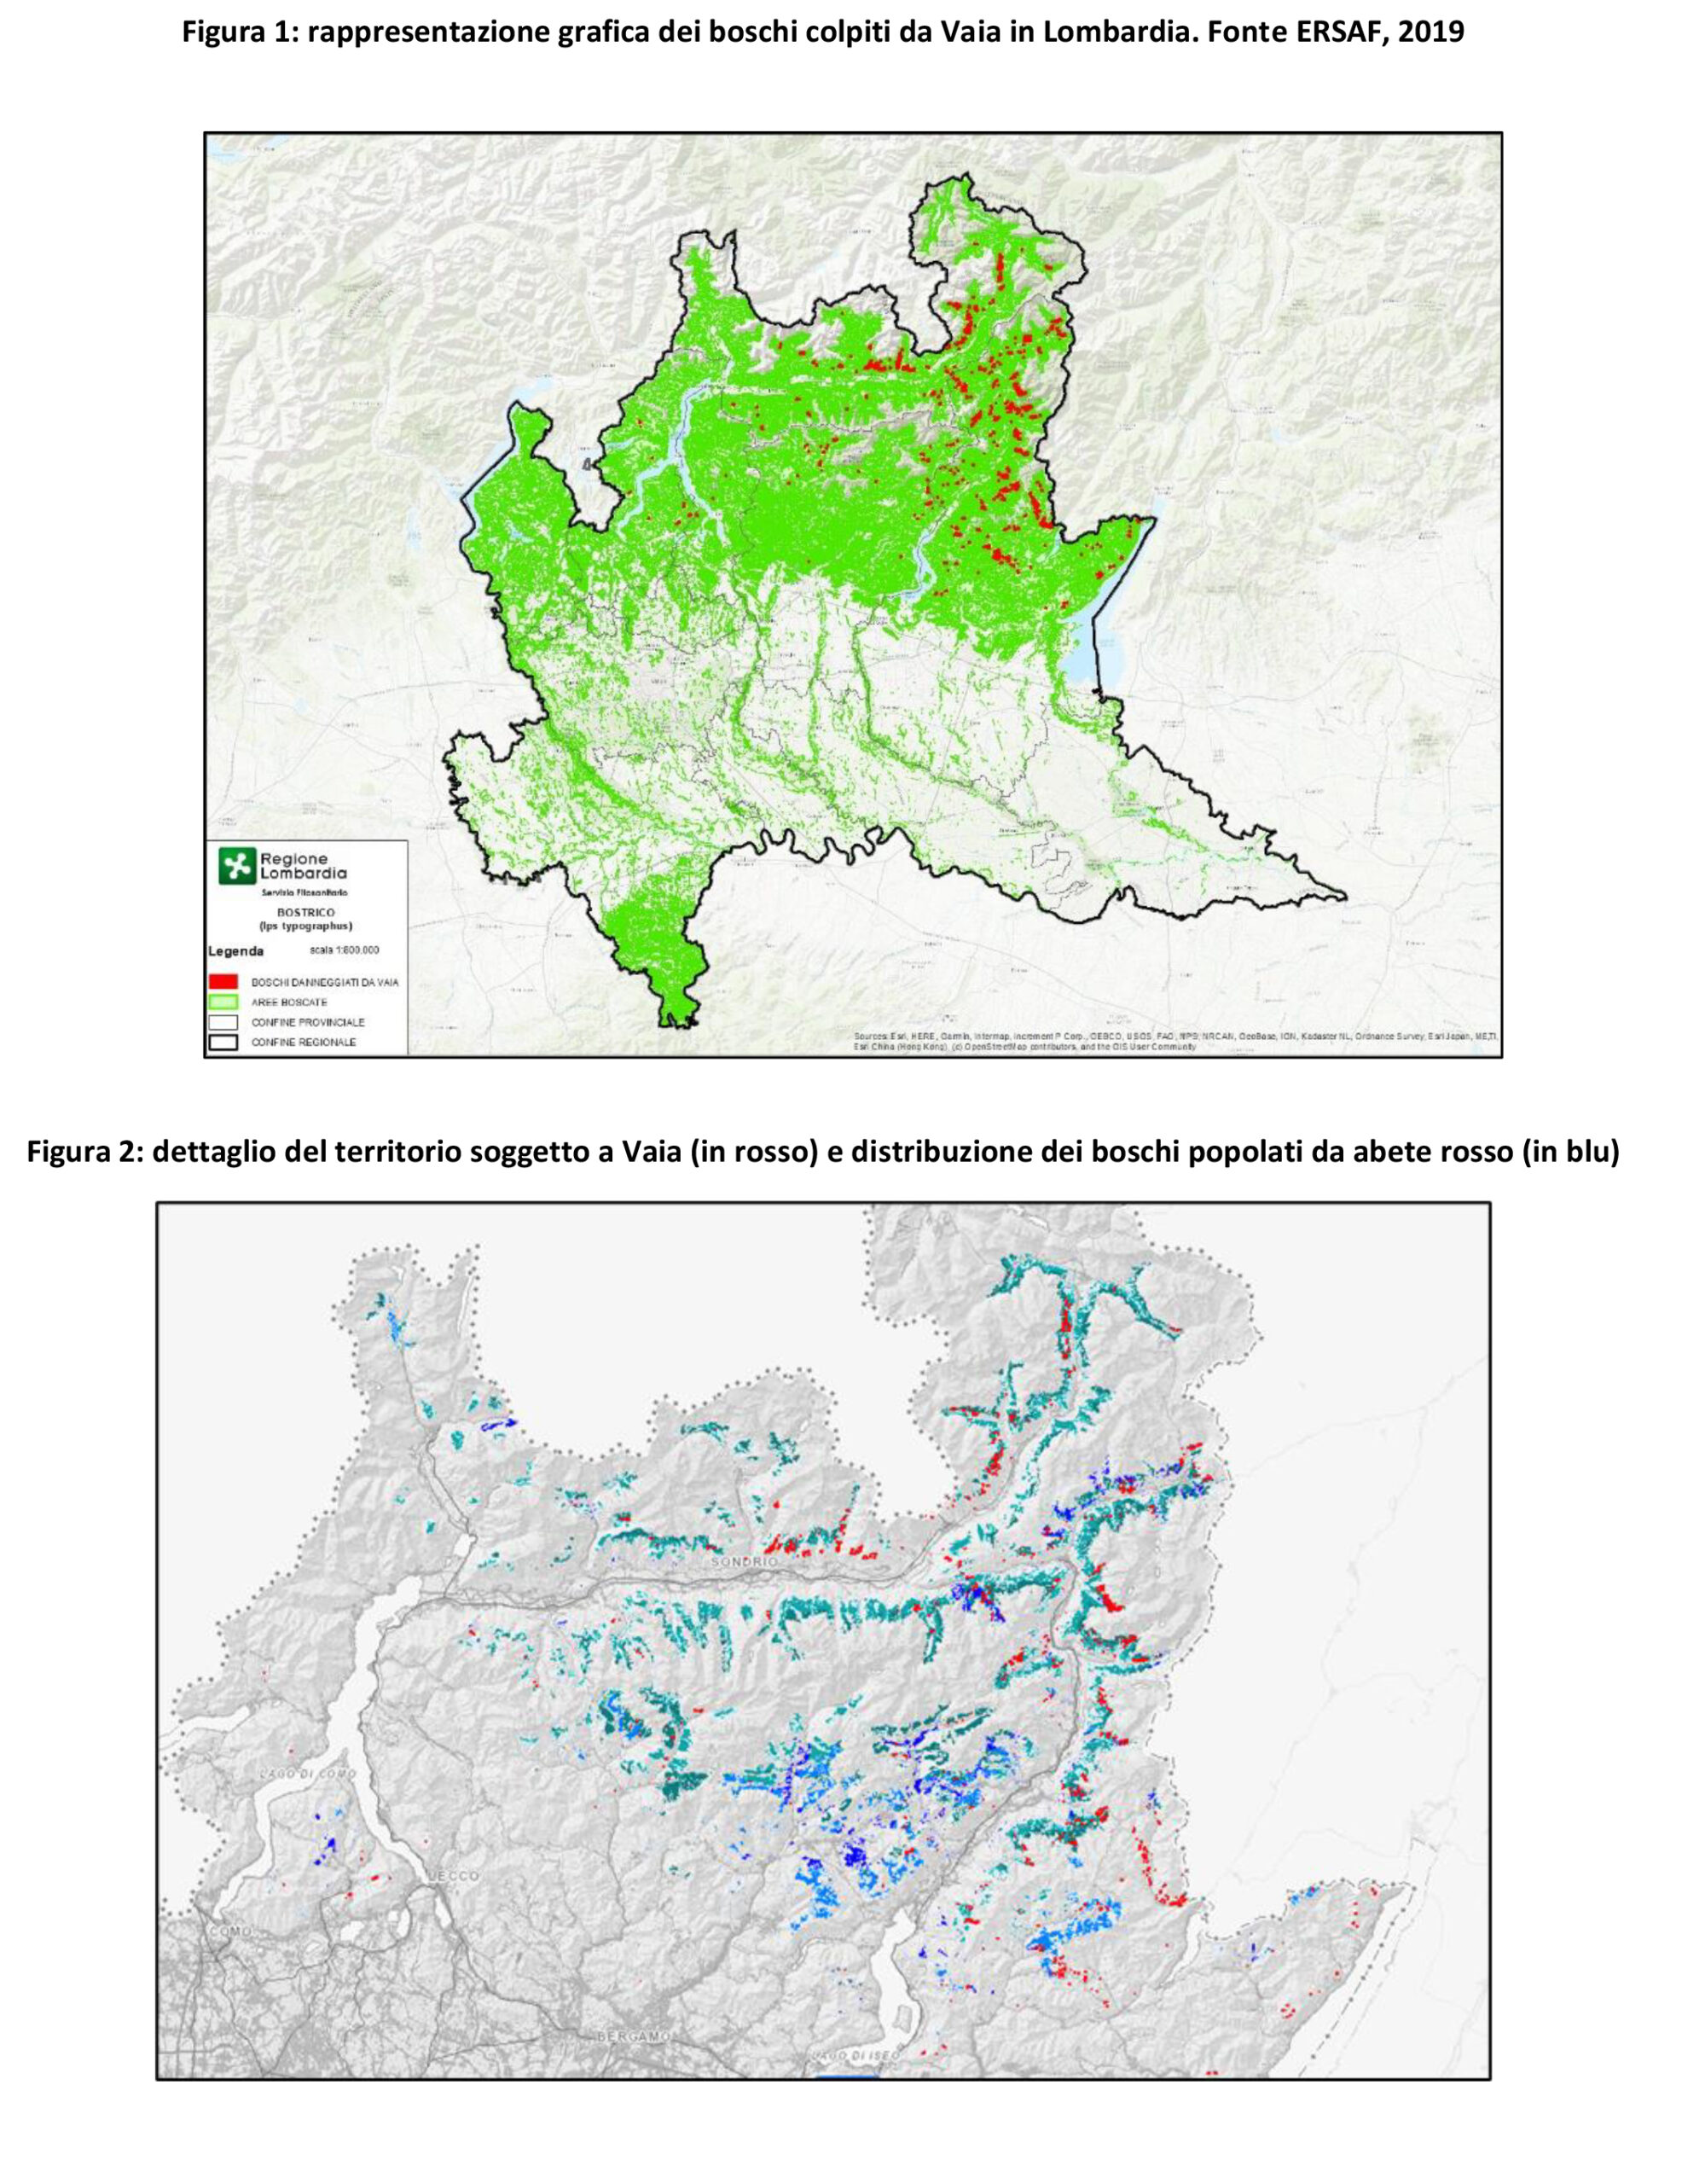 Figura 1: rappresentazione grafica dei boschi colpiti da Vaia in Lombardia. Fonte ERSAF, 2019
Regione
Lombardia
Servizio Fitosanitario
BOSTRICO
(Ips typographus)
Legenda scala 1:800.000
BOSCHI DANNEGGIATI DA VAIA
AREE BOSCATE
CONFINE PROVINCIALE
CONFINE REGIONALE
Sources: Esri, HERE, Garmin, Intermap, increment P Corp., GEBCO, USGS, FAO, NPS, NRCAN, GeoBase, IGN, Kadaster NL, Ordnance Survey, Esri Japan, METI,
Esri China (Hong Kong), (c) OpenStreetMap contributors, and the GIS User Community
Figura 2: dettaglio del territorio soggetto a Vaia (in rosso) e distribuzione dei boschi popolati da abete rosso (in blu)
SONDRIO
LAGO DI COMO
LECCO
COMO
BERGAMO
LAGO DI ISEO